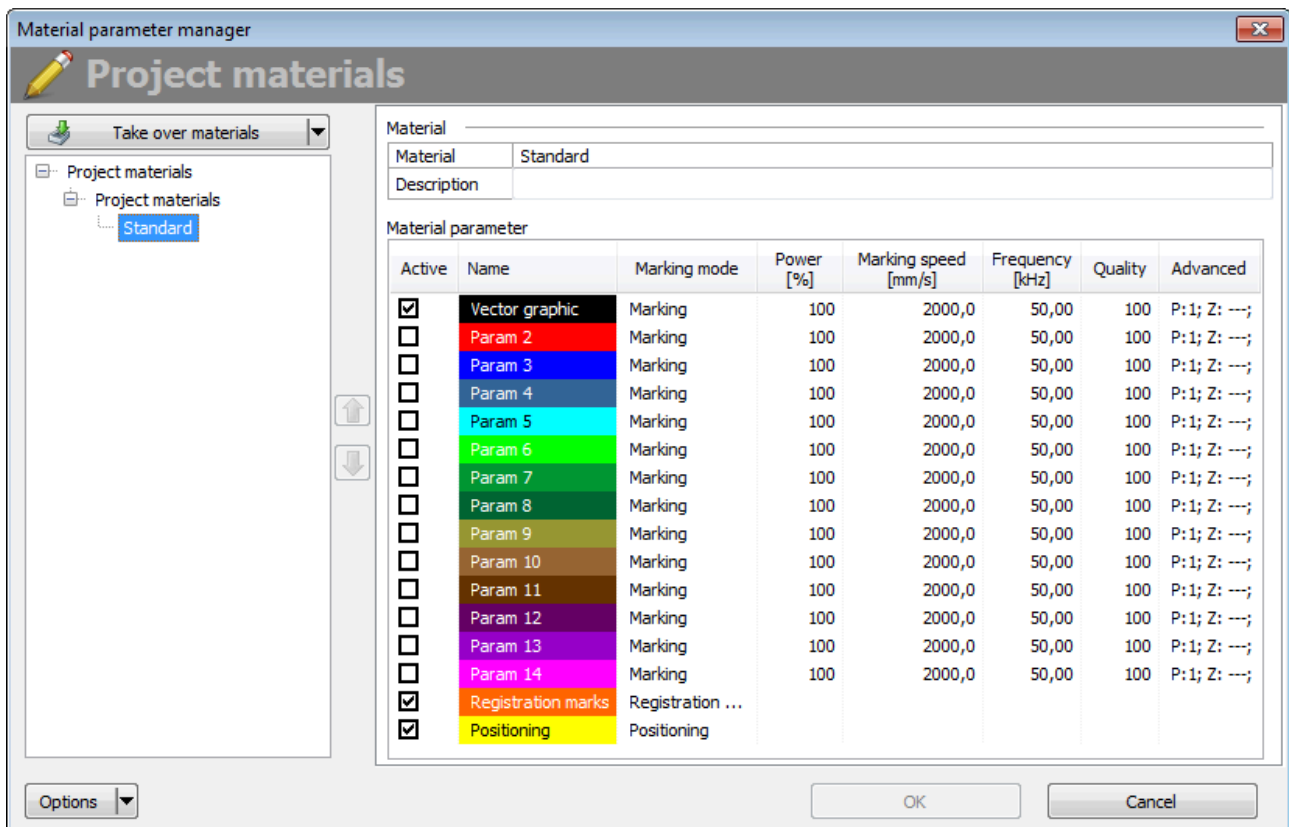 Material parameter manager
Project materials
Take over materials
Project materials
Project materials
Standard
Material
Material Standard
Description
Material parameter
Active Name Marking mode Power [%] Marking speed [mm/s] Frequency [kHz] Quality Advanced
Vector graphic Marking 100 2000,0 50,00 100 P:1; Z: ---;
Param 2 Marking 100 2000,0 50,00 100 P:1; Z: ---;
Param 3 Marking 100 2000,0 50,00 100 P:1; Z: ---;
Param 4 Marking 100 2000,0 50,00 100 P:1; Z: ---;
Param 5 Marking 100 2000,0 50,00 100 P:1; Z: ---;
Param 6 Marking 100 2000,0 50,00 100 P:1; Z: ---;
Param 7 Marking 100 2000,0 50,00 100 P:1; Z: ---;
Param 8 Marking 100 2000,0 50,00 100 P:1; Z: ---;
Param 9 Marking 100 2000,0 50,00 100 P:1; Z: ---;
Param 10 Marking 100 2000,0 50,00 100 P:1; Z: ---;
Param 11 Marking 100 2000,0 50,00 100 P:1; Z: ---;
Param 12 Marking 100 2000,0 50,00 100 P:1; Z: ---;
Param 13 Marking 100 2000,0 50,00 100 P:1; Z: ---;
Param 14 Marking 100 2000,0 50,00 100 P:1; Z: ---;
Registration marks Registration ...
Positioning Positioning
Options OK Cancel